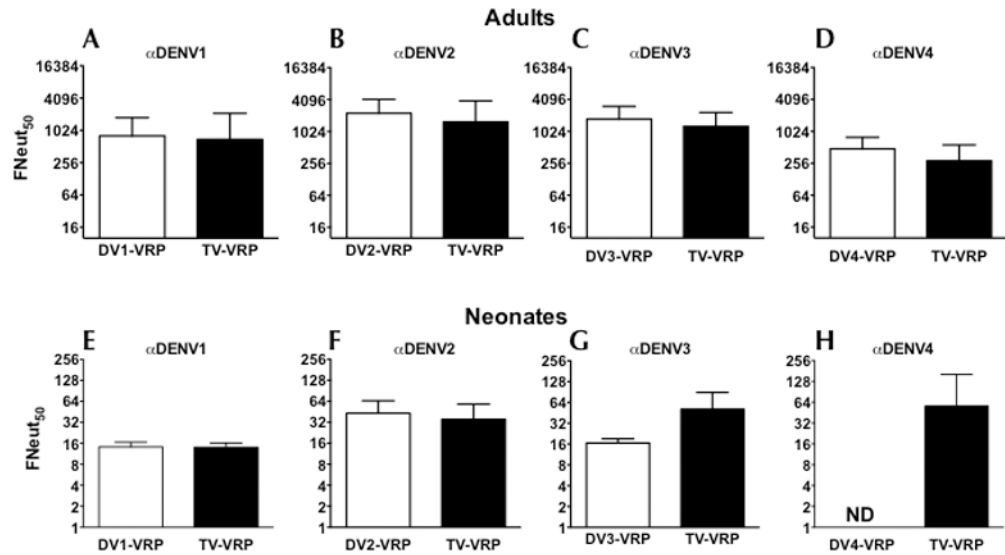 Adults
A
αDENV1
B
αDENV2
C
αDENV3
D
αDENV4
FNeut50
16384
4096
1024
256
64
16
DV1-VRP TV-VRP
16384
4096
1024
256
64
16
DV2-VRP TV-VRP
16384
4096
1024
256
64
16
DV3-VRP TV-VRP
16384
4096
1024
256
64
16
DV4-VRP TV-VRP
Neonates
E
αDENV1
F
αDENV2
G
αDENV3
H
αDENV4
FNeut50
256
128
64
32
16
8
4
2
1
DV1-VRP TV-VRP
256
128
64
32
16
8
4
2
1
DV2-VRP TV-VRP
256
128
64
32
16
8
4
2
1
DV3-VRP TV-VRP
256
128
64
32
16
8
4
2
1
ND
DV4-VRP TV-VRP